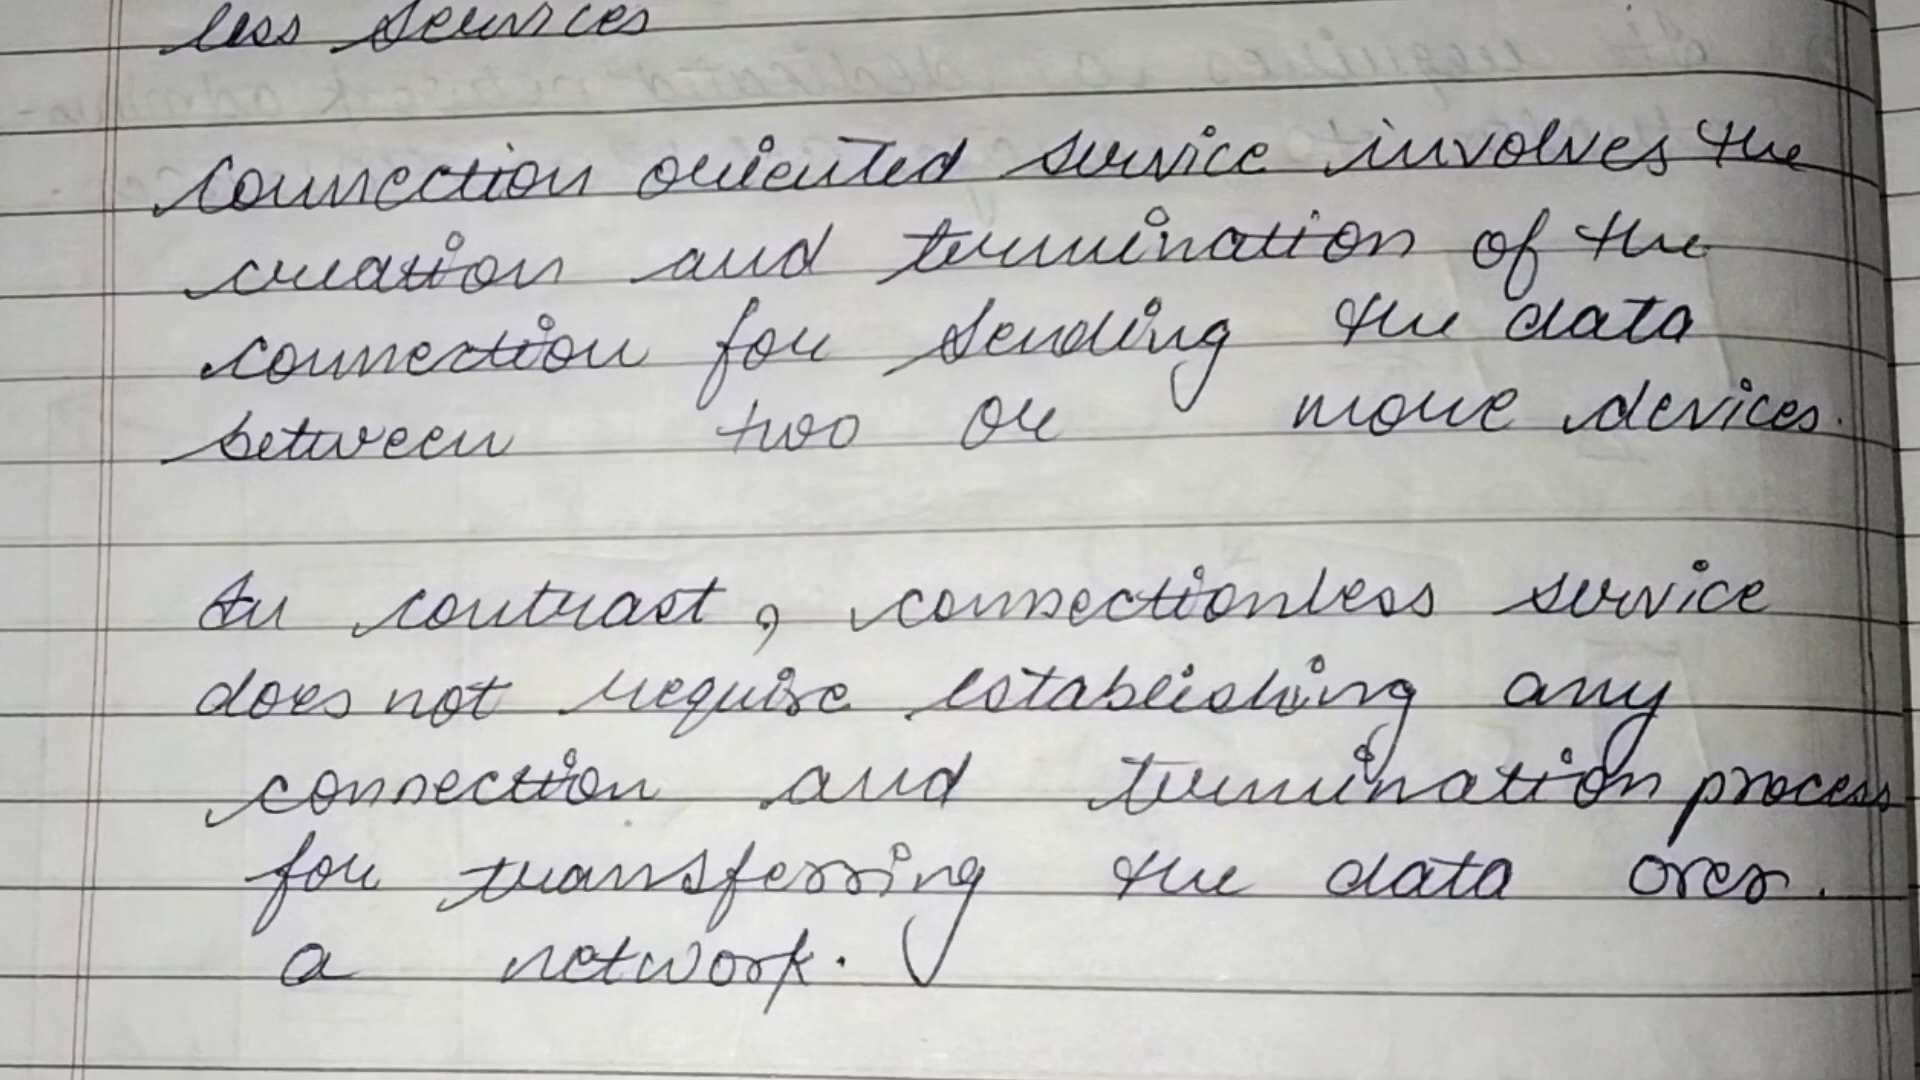 less services
Connection oriented service involves the
creation and termination of the
connection for sending the data
between two or more devices.
In contrast, connectionless service
does not require establishing any
connection and termination process
for transferring the data over.
a network.